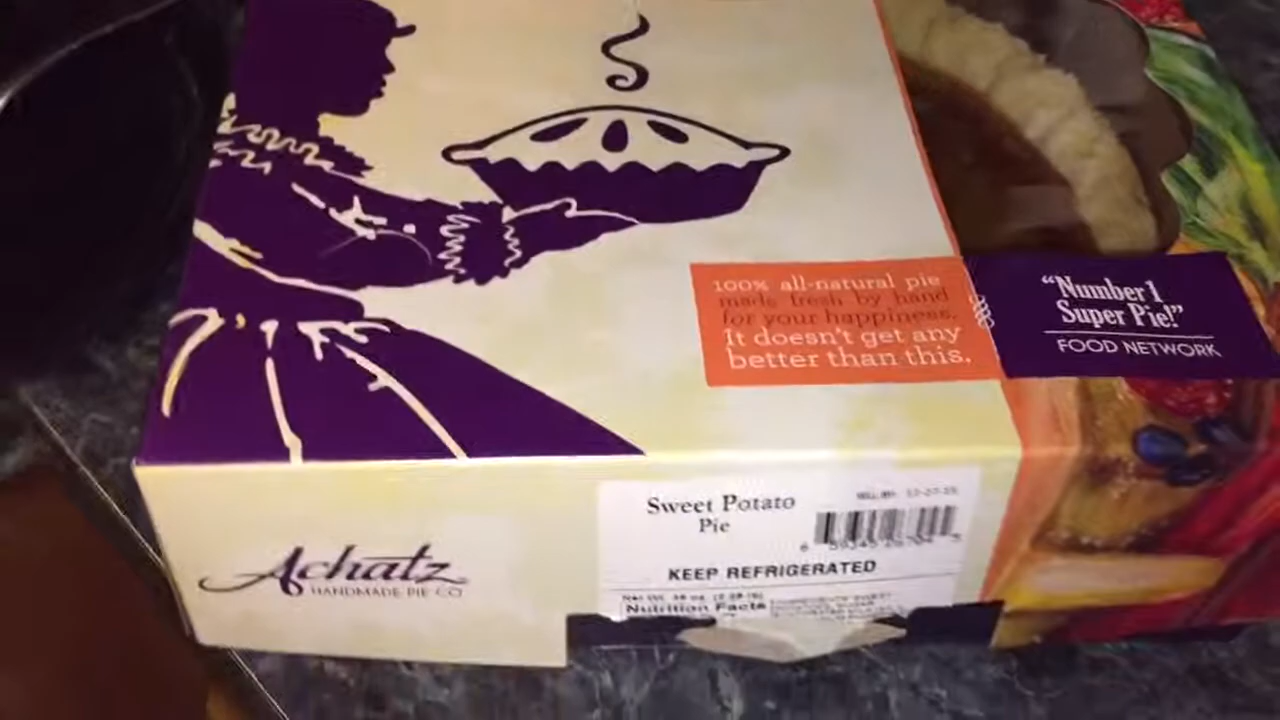 100% all-natural pie
made fresh by hand
for your happiness.
It doesn't get any
better than this.
“Number 1
Super Pie!”
FOOD NETWORK
Sweet Potato
Pie
KEEP REFRIGERATED
Nutrition Facts
Achatz
HANDMADE PIE CO